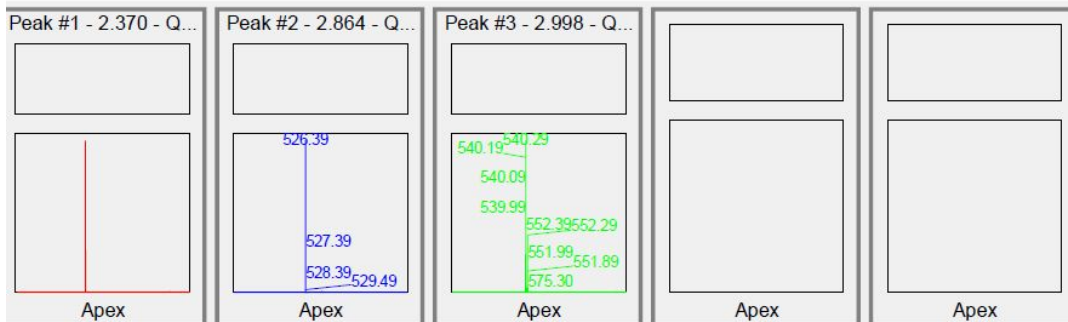 Peak #1 - 2.370 - Q...
Peak #2 - 2.864 - Q...
Peak #3 - 2.998 - Q...
526.39
527.39
528.39
529.49
540.29
540.19
540.09
539.99
552.39
552.29
551.99
551.89
575.30
Apex
Apex
Apex
Apex
Apex